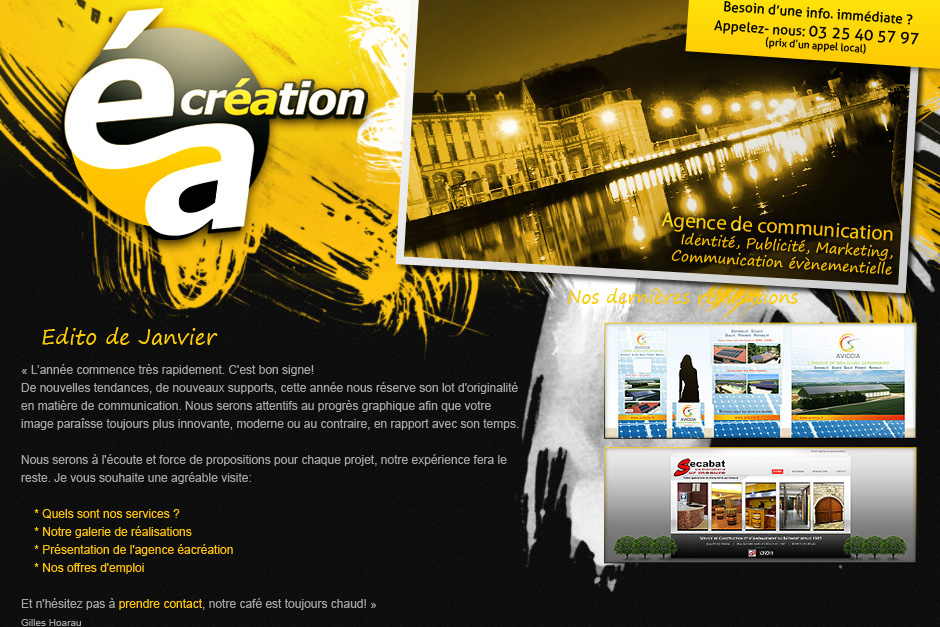 éa création
Besoin d'une info. immédiate ?
Appelez- nous: 03 25 40 57 97
(prix d'un appel local)
Agence de communication
Identité, Publicité, Marketing,
Communication évènementielle
Edito de Janvier
« L'année commence très rapidement. C'est bon signe!
De nouvelles tendances, de nouveaux supports, cette année nous réserve son lot d'originalité
en matière de communication. Nous serons attentifs au progrès graphique afin que votre
image paraîsse toujours plus innovante, moderne ou au contraire, en rapport avec son temps.
Nous serons à l'écoute et force de propositions pour chaque projet, notre expérience fera le
reste. Je vous souhaite une agréable visite:
* Quels sont nos services ?
* Notre galerie de réalisations
* Présentation de l'agence éacréation
* Nos offres d'emploi
Et n'hésitez pas à prendre contact, notre café est toujours chaud! »
Gilles Hoarau
Nos dernières réalisations
AVICCIA
AVICCIA
Secabat
sur mesure